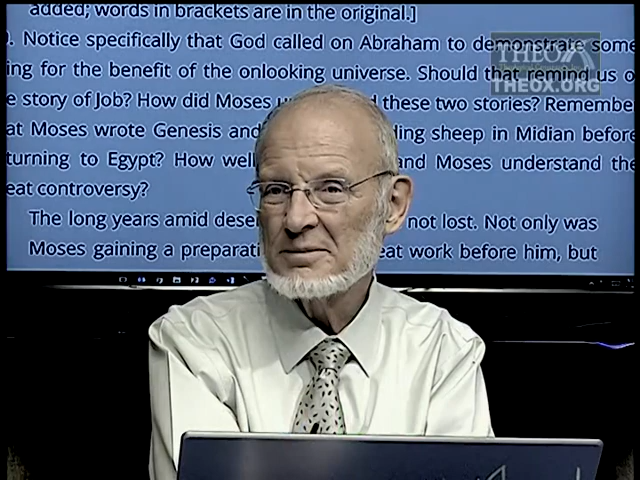 added; words in brackets are in the original.]
. Notice specifically that God called on Abraham to demonstrate some
ing for the benefit of the onlooking universe. Should that remind us o
e story of Job? How did Moses these two stories? Remembe
at Moses wrote Genesis and ding sheep in Midian before
turning to Egypt? How well and Moses understand the
eat controversy?
The long years amid dese not lost. Not only was
Moses gaining a preparati eat work before him, but
THEOX
THEOX.ORG